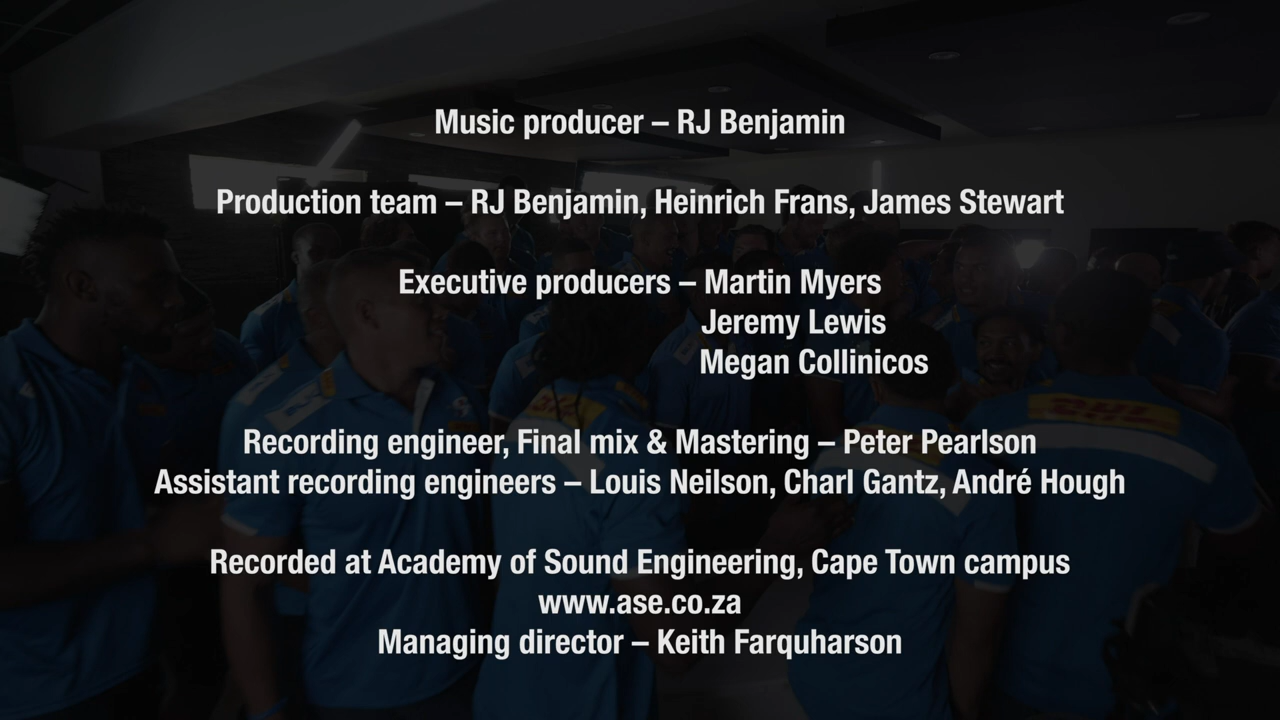 Music producer – RJ Benjamin
Production team – RJ Benjamin, Heinrich Frans, James Stewart
Executive producers – Martin Myers
Jeremy Lewis
Megan Collinicos
DHL
DHL
Recording engineer, Final mix & Mastering – Peter Pearlson
Assistant recording engineers – Louis Neilson, Charl Gantz, André Hough
Recorded at Academy of Sound Engineering, Cape Town campus
www.ase.co.za
Managing director – Keith Farquharson